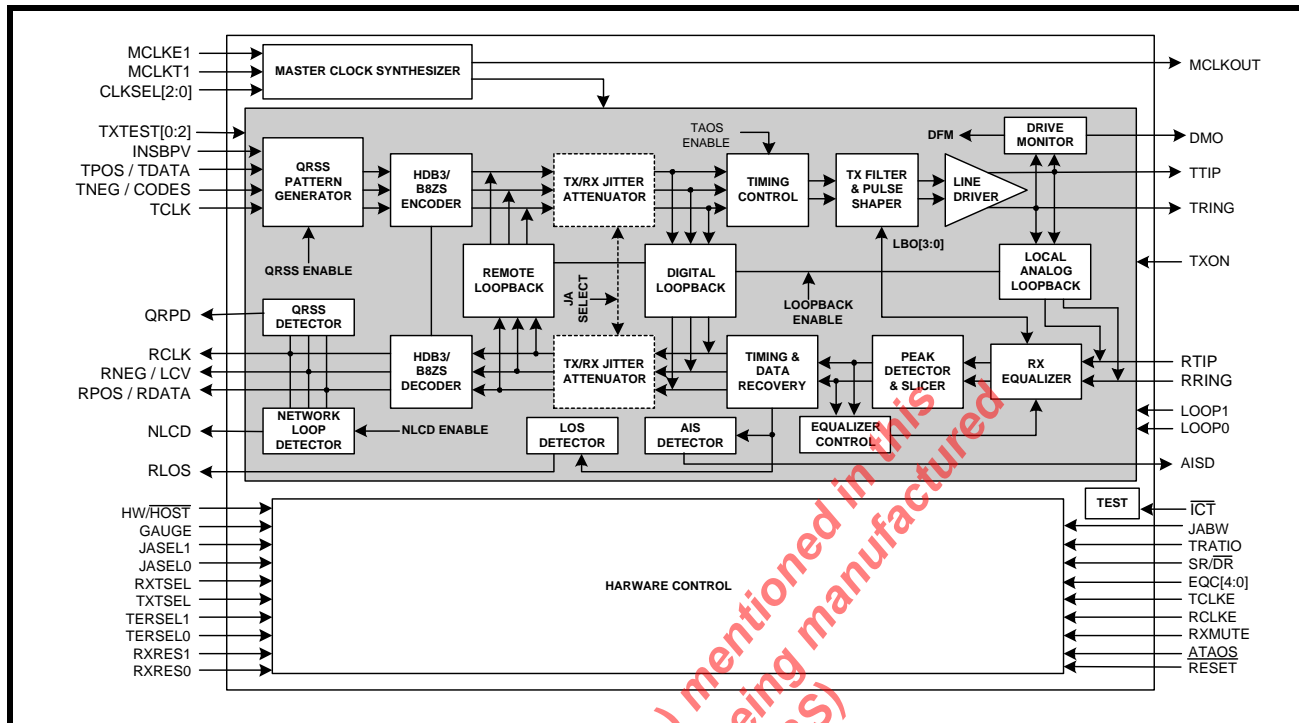 MCLKE1
MCLKT1
CLKSEL[2:0]
MASTER CLOCK SYNTHESIZER
MCLKOUT
TXTEST[0:2]
INSBPV
TPOS / TDATA
TNEG / CODES
TCLK
QRSS
PATTERN
GENERATOR
HDB3/
B8ZS
ENCODER
TX/RX JITTER
ATTENUATOR
TAOS
ENABLE
TIMING
CONTROL
TX FILTER
& PULSE
SHAPER
LINE
DRIVER
DFM
DRIVE
MONITOR
DMO
TTIP
TRING
QRSS ENABLE
REMOTE
LOOPBACK
JA
SELECT
DIGITAL
LOOPBACK
LOOPBACK
ENABLE
LBO[3:0]
LOCAL
ANALOG
LOOPBACK
TXON
QRPD
RCLK
RNEG / LCV
RPOS / RDATA
QRSS
DETECTOR
HDB3/
B8ZS
DECODER
TX/RX JITTER
ATTENUATOR
TIMING &
DATA
RECOVERY
PEAK
DETECTOR
& SLICER
RX
EQUALIZER
RTIP
RRING
NLCD
NETWORK
LOOP
DETECTOR
NLCD ENABLE
LOS
DETECTOR
AIS
DETECTOR
EQUALIZER
CONTROL
LOOP1
LOOP0
RLOS
AISD
TEST
ICT
HW/HOST
GAUGE
JASEL1
JASEL0
RXTSEL
TXTSEL
TERSEL1
TERSEL0
RXRES1
RXRES0
HARWARE CONTROL
JABW
TRATIO
SR/DR
EQC[4:0]
TCLKE
RCLKE
RXMUTE
ATAOS
RESET
) mentioned in this
eing manufactured
S)